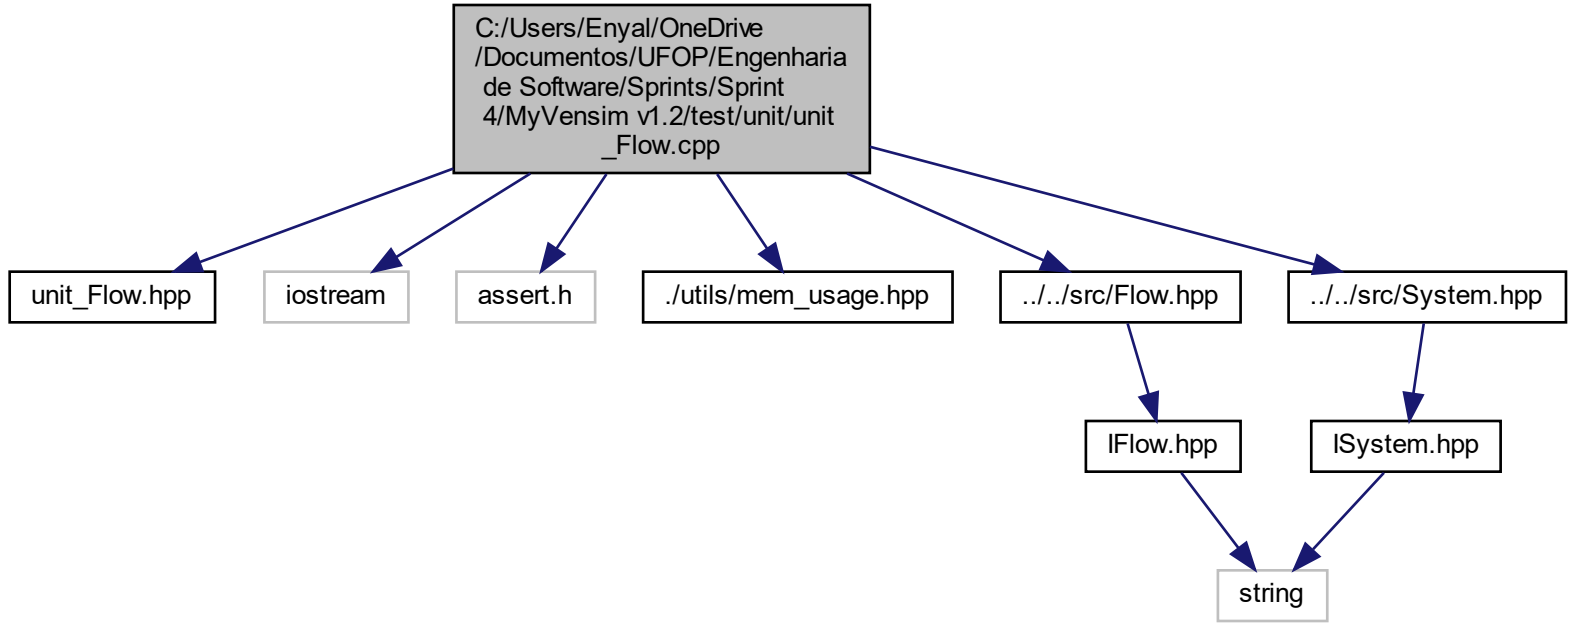 C:/Users/Enyal/OneDrive
/Documentos/UFOP/Engenharia
de Software/Sprints/Sprint
4/MyVensim v1.2/test/unit/unit
_Flow.cpp
unit_Flow.hpp
iostream
assert.h
./utils/mem_usage.hpp
../../src/Flow.hpp
../../src/System.hpp
IFlow.hpp
ISystem.hpp
string